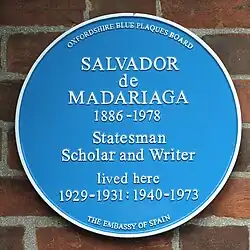 OXFORDSHIRE BLUE PLAQUES BOARD
SALVADOR
de
MADARIAGA
1886-1978
Statesman
Scholar and Writer
lived here
1929-1931: 1940-1973
THE EMBASSY OF SPAIN